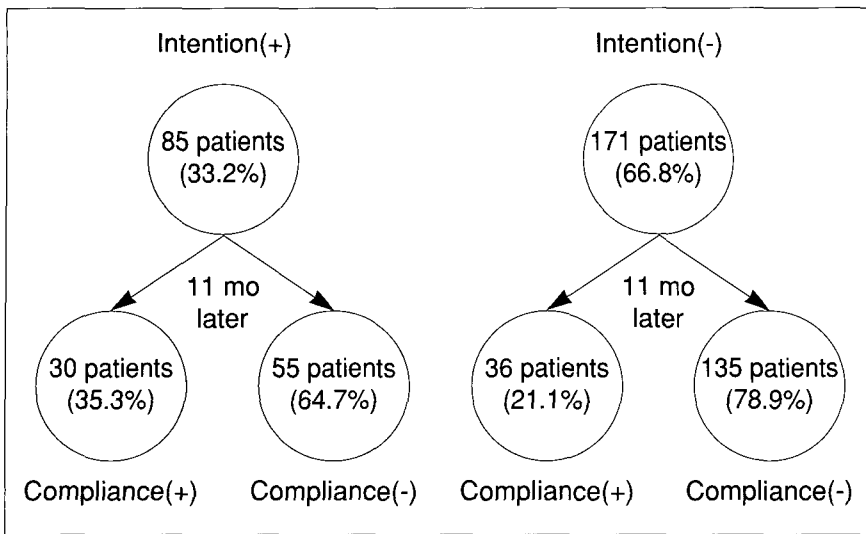 Intention(+)
Intention(-)
85 patients
(33.2%)
171 patients
(66.8%)
11 mo
later
11 mo
later
30 patients
(35.3%)
55 patients
(64.7%)
36 patients
(21.1%)
135 patients
(78.9%)
Compliance(+)
Compliance(-)
Compliance(+)
Compliance(-)